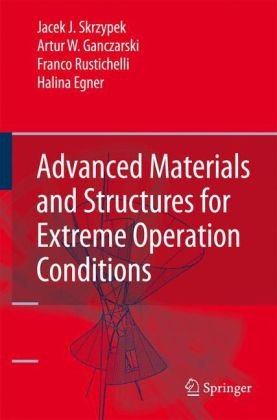 Jacek J. Skrzypek
Artur W. Ganczarski
Franco Rustichelli
Halina Egner
Advanced Materials
and Structures for
Extreme Operation
Conditions
Springer